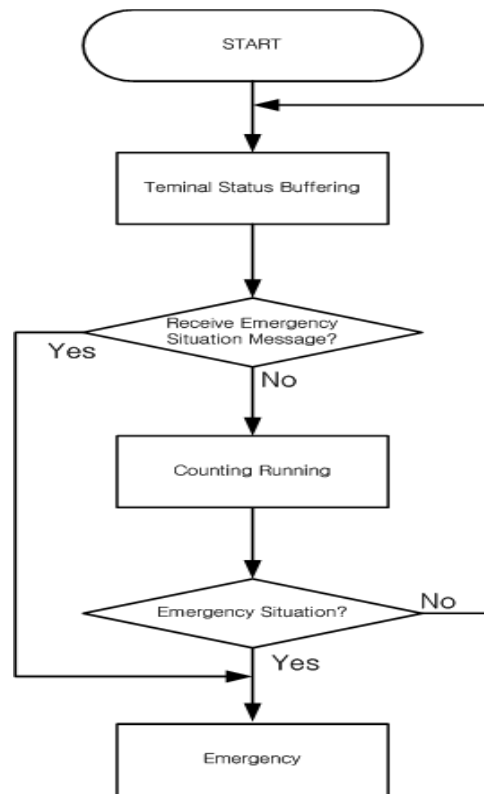 START
Teminal Status Buffering
Receive Emergency
Situation Message?
Yes
No
Counting Running
Emergency Situation?
No
Yes
Emergency